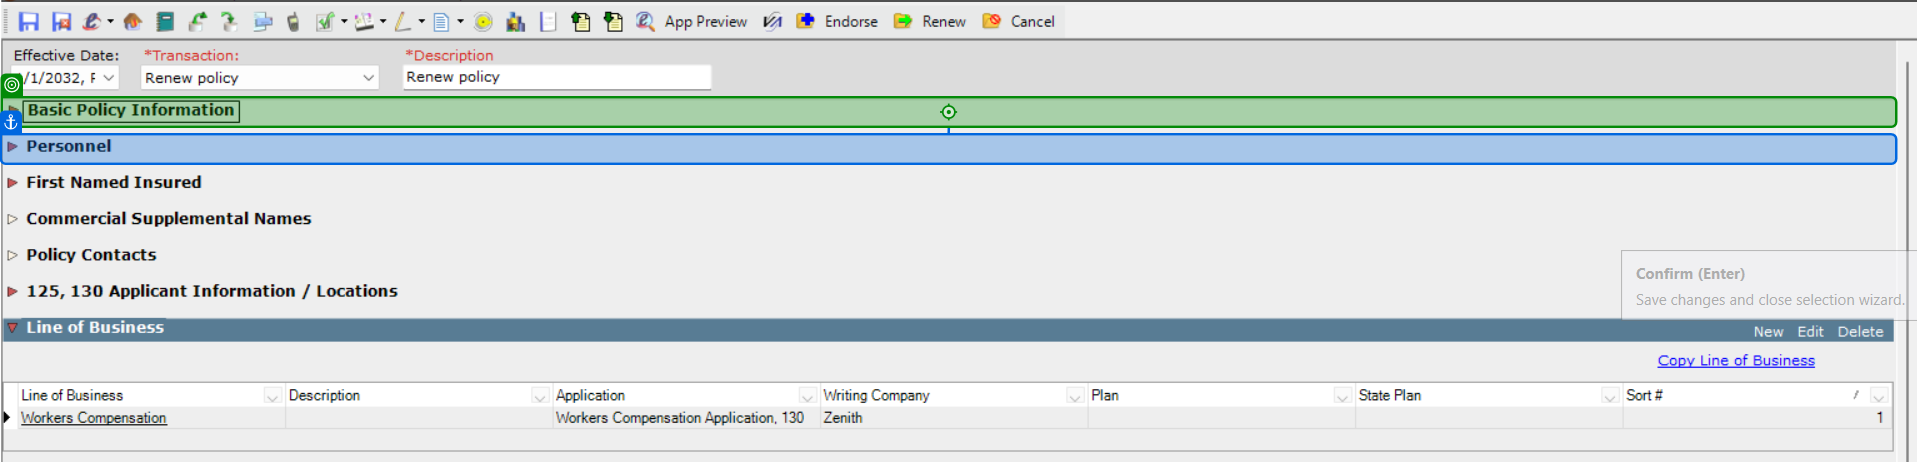 App Preview Endorse Renew Cancel
Effective Date: *Transaction: *Description
/1/2032, F Renew policy Renew policy
Basic Policy Information
Personnel
First Named Insured
Commercial Supplemental Names
Policy Contacts
Confirm (Enter)
125, 130 Applicant Information / Locations
Save changes and close selection wizard.
Line of Business New Edit Delete
Copy Line of Business
Line of Business Description Application Writing Company Plan State Plan Sort #
Workers Compensation Workers Compensation Application, 130 Zenith 1